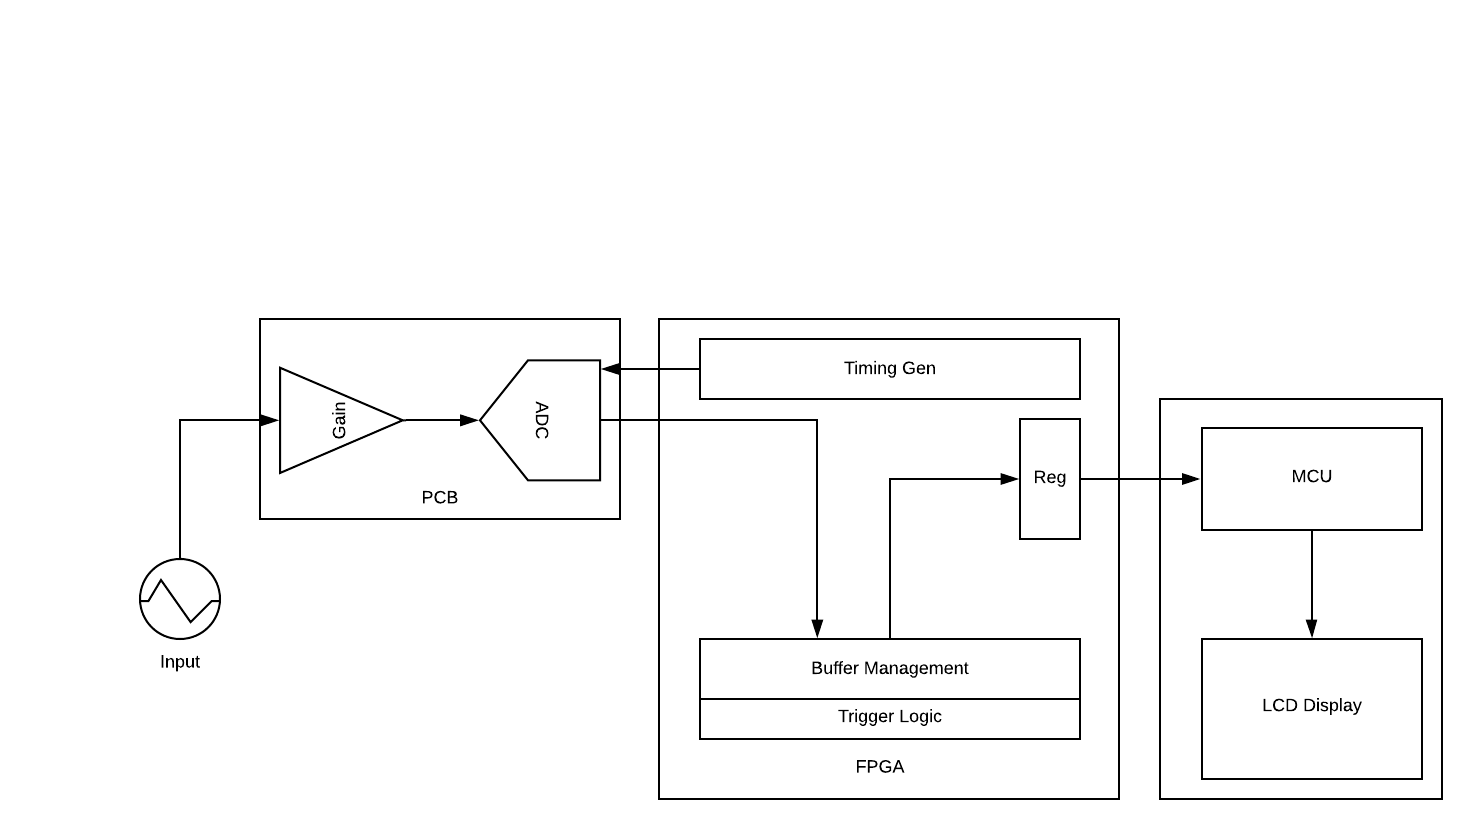 Timing Gen
Gain
ADC
Reg
MCU
PCB
Input
Buffer Management
Trigger Logic
LCD Display
FPGA